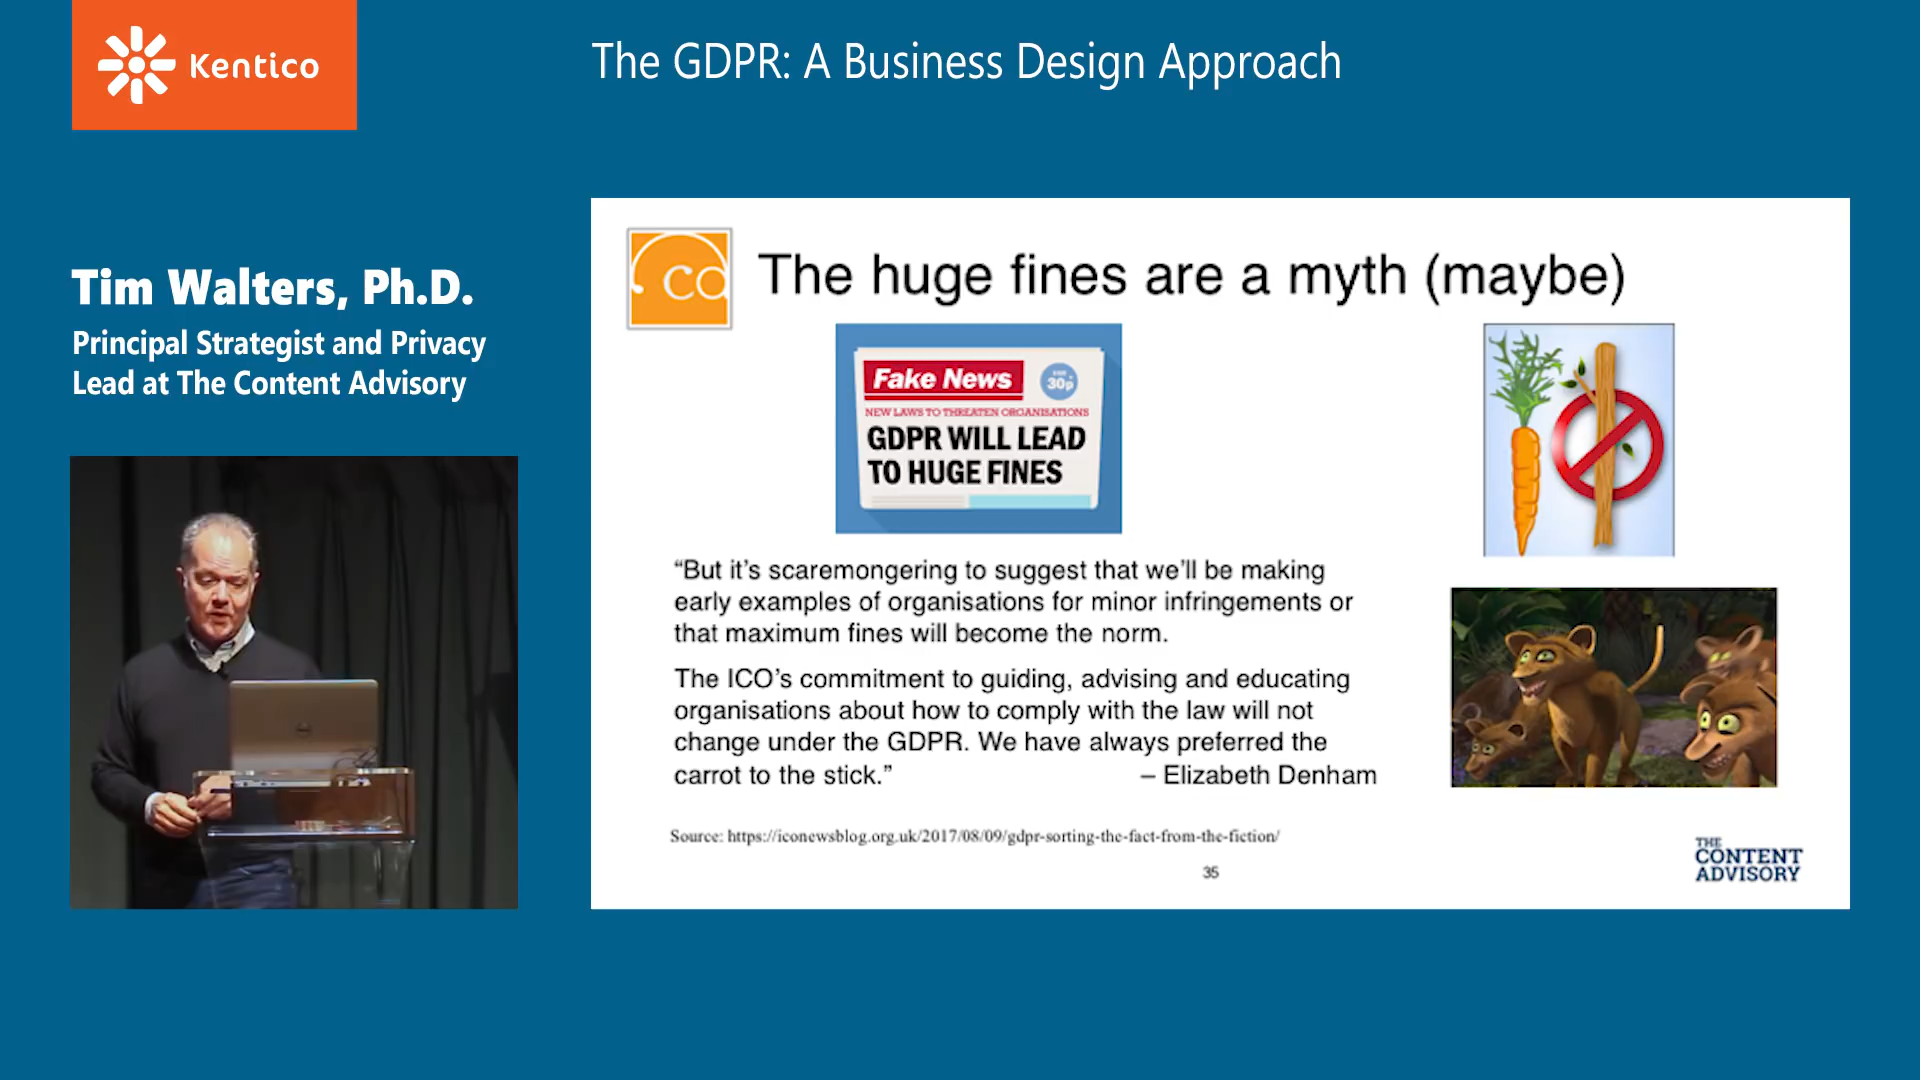 Kentico
The GDPR: A Business Design Approach
Tim Walters, Ph.D.
Principal Strategist and Privacy
Lead at The Content Advisory
ca
The huge fines are a myth (maybe)
Fake News
30p
NEW LAWS TO THREATEN ORGANISATIONS
GDPR WILL LEAD
TO HUGE FINES
“But it’s scaremongering to suggest that we’ll be making
early examples of organisations for minor infringements or
that maximum fines will become the norm.
The ICO’s commitment to guiding, advising and educating
organisations about how to comply with the law will not
change under the GDPR. We have always preferred the
carrot to the stick.”
– Elizabeth Denham
Source: https://iconewsblog.org.uk/2017/08/09/gdpr-sorting-the-fact-from-the-fiction/
35
THE
CONTENT
ADVISORY